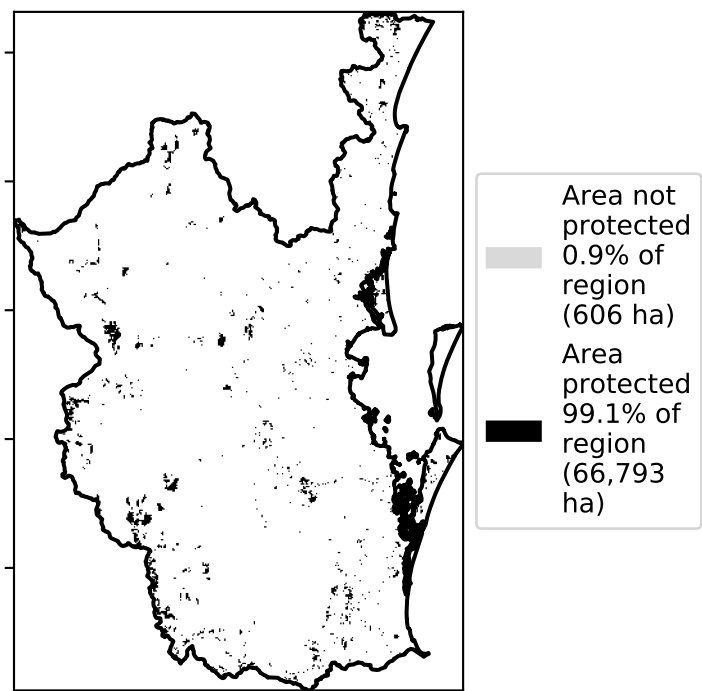 Area not
protected
0.9% of
region
(606 ha)
Area
protected
99.1% of
region
(66,793
ha)